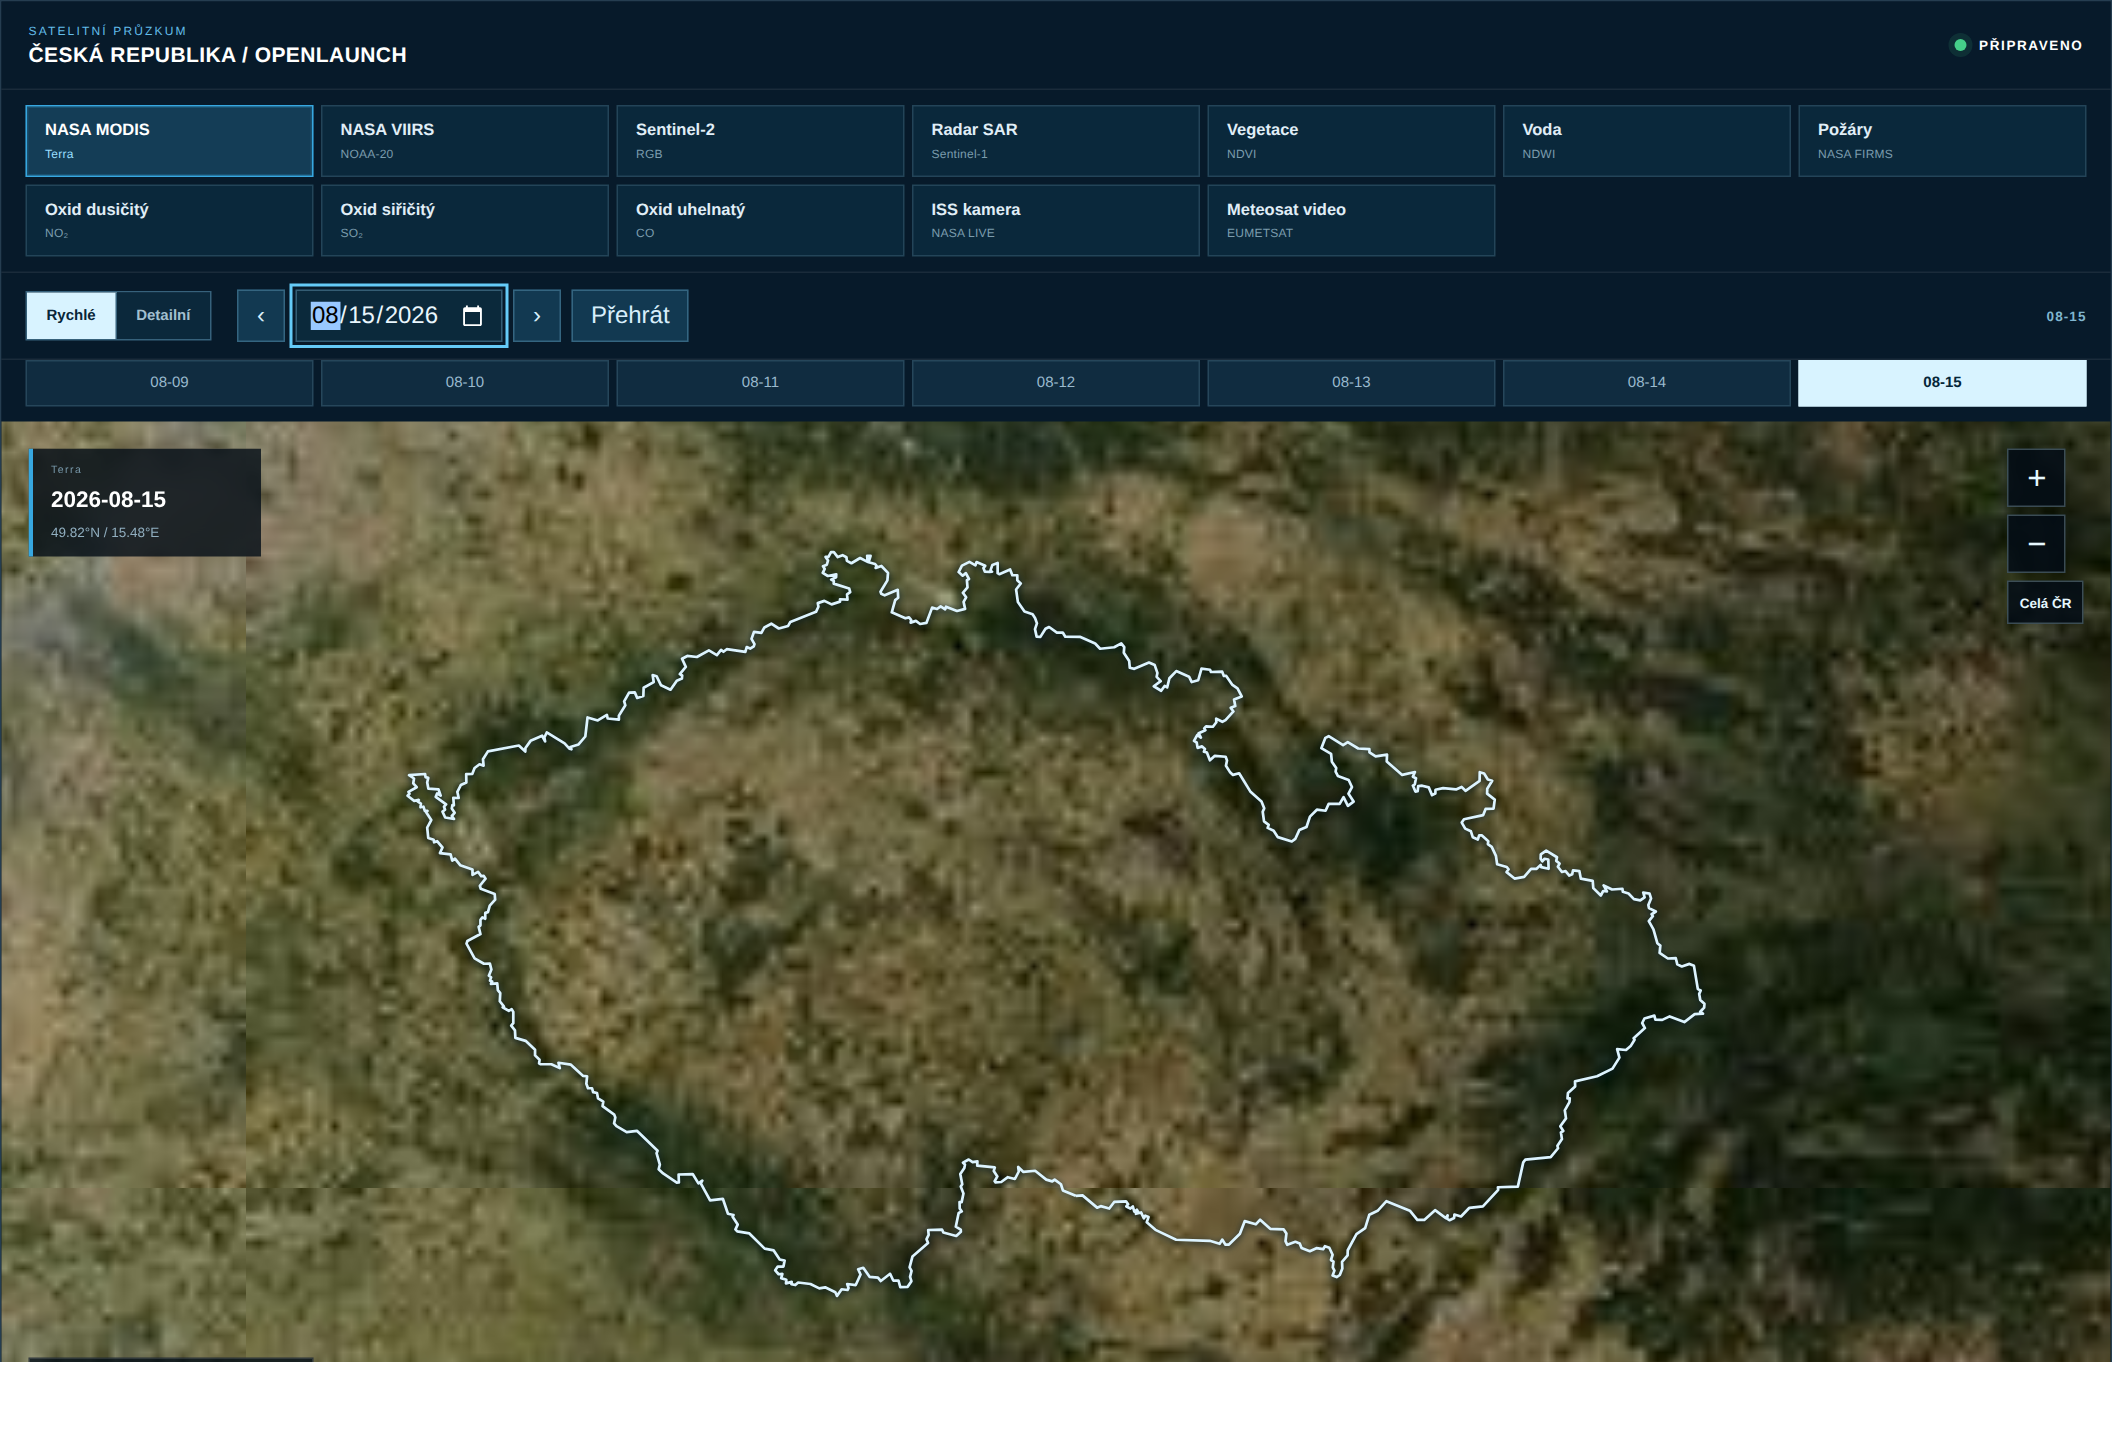 SATELITNÍ PRŮZKUM
ČESKÁ REPUBLIKA / OPENLAUNCH
PŘIPRAVENO
NASA MODIS
Terra
NASA VIIRS
NOAA-20
Sentinel-2
RGB
Radar SAR
Sentinel-1
Vegetace
NDVI
Voda
NDWI
Požáry
NASA FIRMS
Oxid dusičitý
NO₂
Oxid siřičitý
SO₂
Oxid uhelnatý
CO
ISS kamera
NASA LIVE
Meteosat video
EUMETSAT
Rychlé
Detailní
‹
08/15/2026
›
Přehrát
08-15
08-09
08-10
08-11
08-12
08-13
08-14
08-15
Terra
2026-08-15
49.82°N / 15.48°E
+
−
Celá ČR